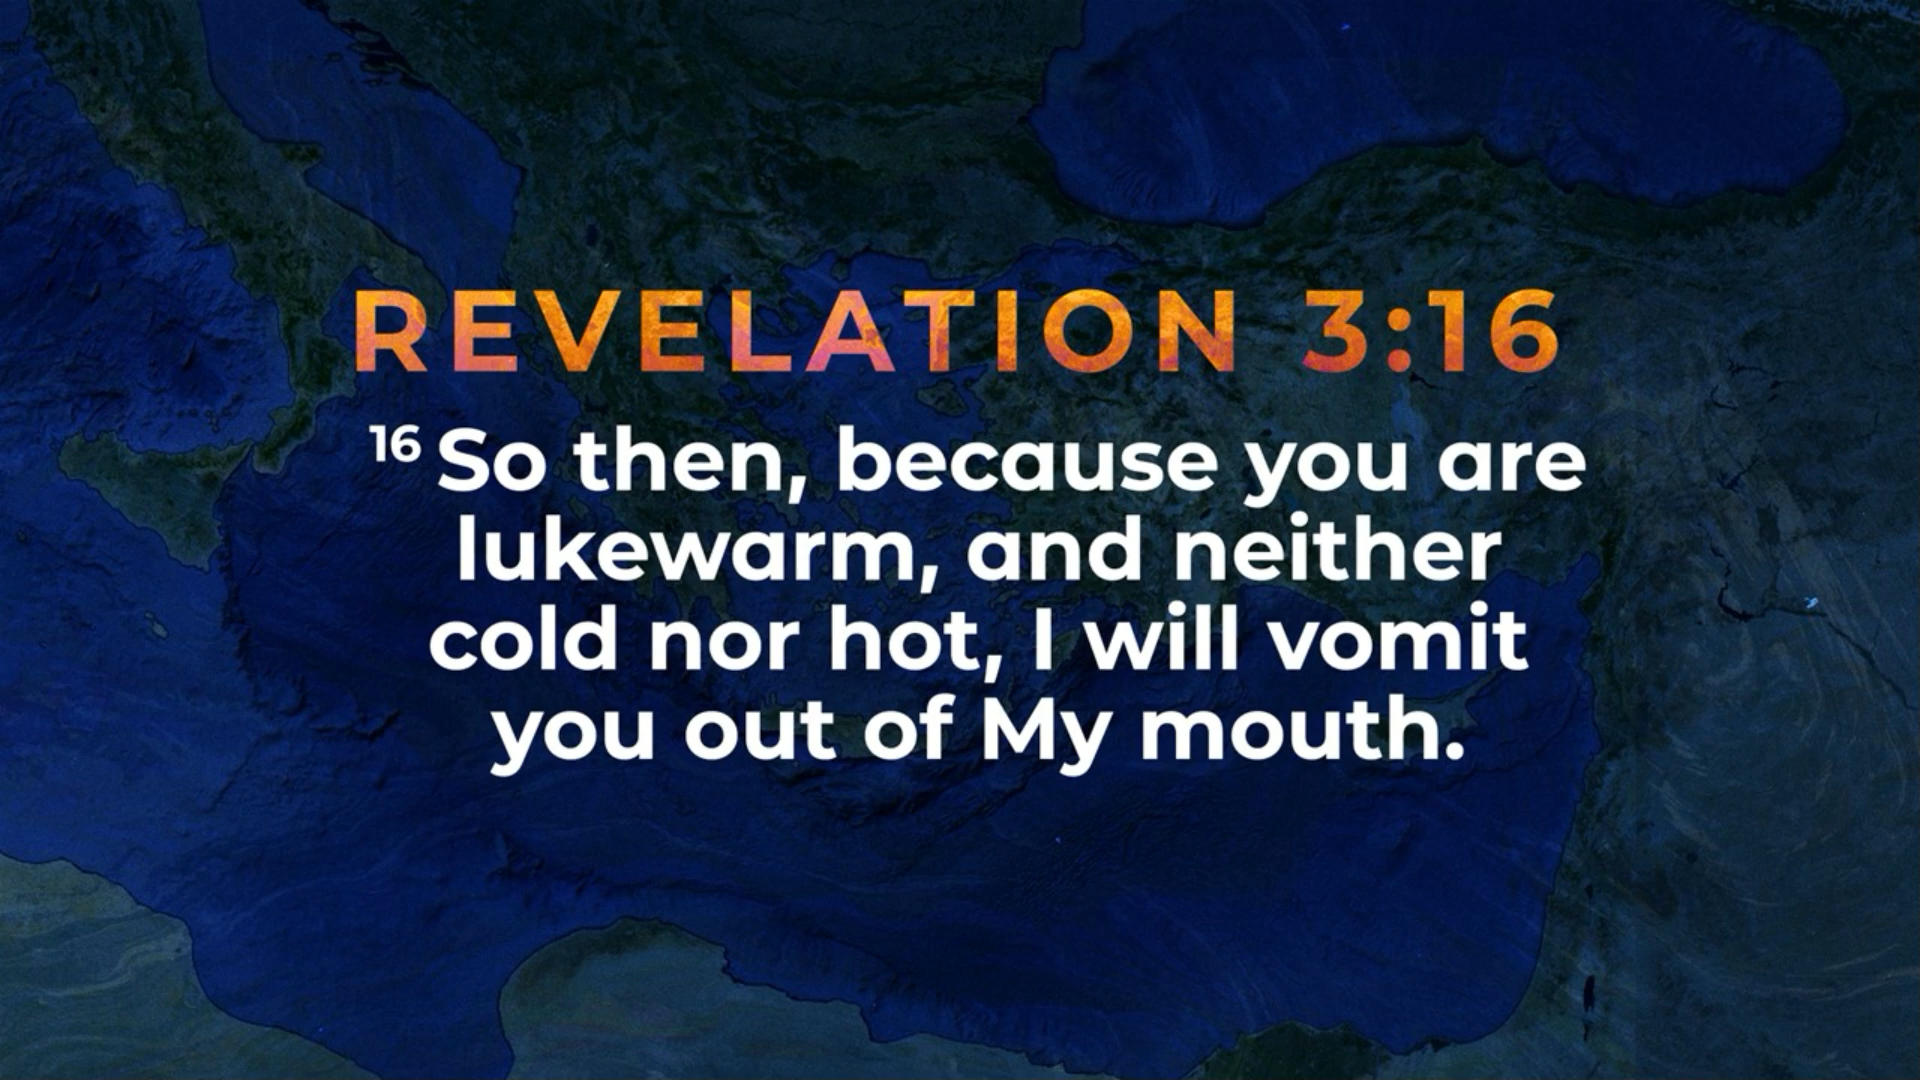 REVELATION 3:16
16 So then, because you are
lukewarm, and neither
cold nor hot, I will vomit
you out of My mouth.